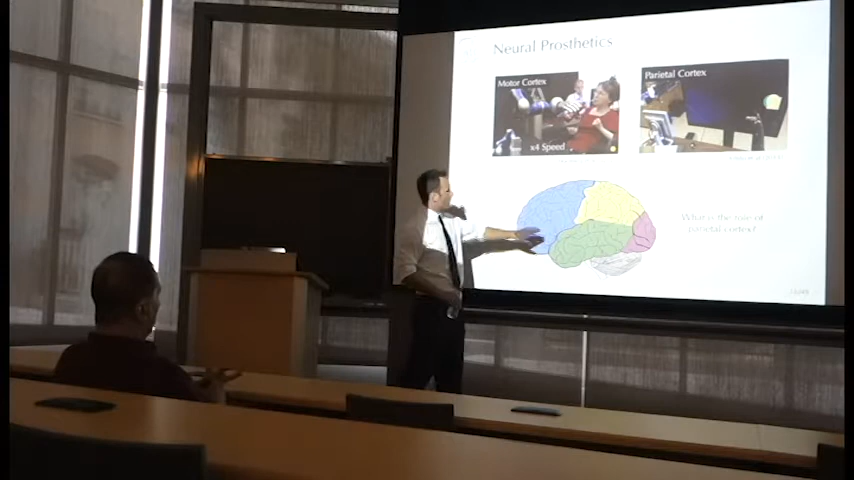 Neural Prosthetics
Motor Cortex
Parietal Cortex
x4 Speed
What is the role of
parietal cortex?